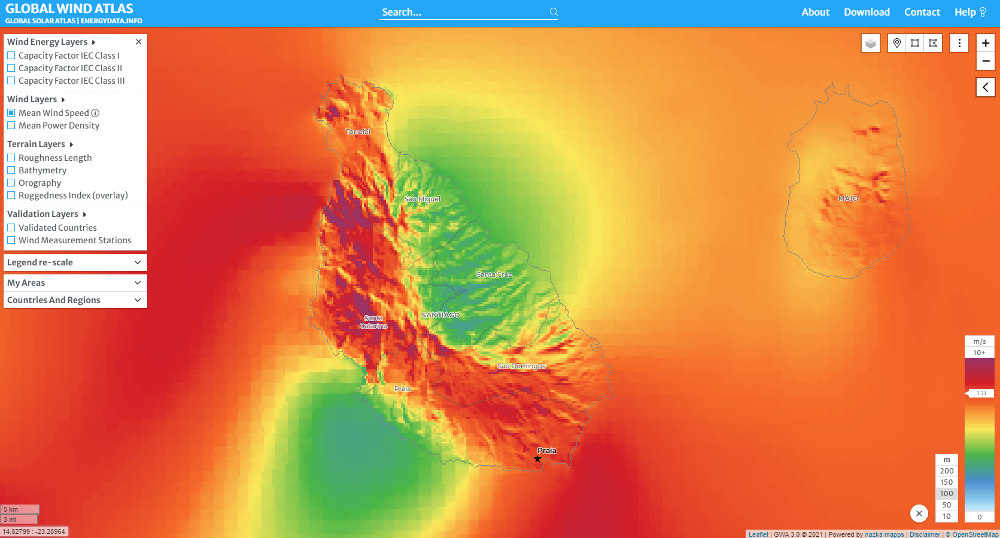 GLOBAL WIND ATLAS
GLOBAL SOLAR ATLAS | ENERGYDATA.INFO
Search...
About
Download
Contact
Help
Wind Energy Layers
Capacity Factor IEC Class I
Capacity Factor IEC Class II
Capacity Factor IEC Class III
Wind Layers
Mean Wind Speed
Mean Power Density
Terrain Layers
Roughness Length
Bathymetry
Orography
Ruggedness Index (overlay)
Validation Layers
Validated Countries
Wind Measurement Stations
Legend re-scale
My Areas
Countries And Regions
+
−
Tarrafal
Sao Miguel
MAIO
Santa Cruz
SANTIAGO
Santa
Catarina
Sao Domingos
Praia
Praia
m/s
10+
7.73
0
m
200
150
100
50
10
5 km
3 mi
14.82799 : -23.28964
Leaflet | GWA 3.0 © 2021 | Powered by nazka mapps | Disclaimer | © OpenStreetMap